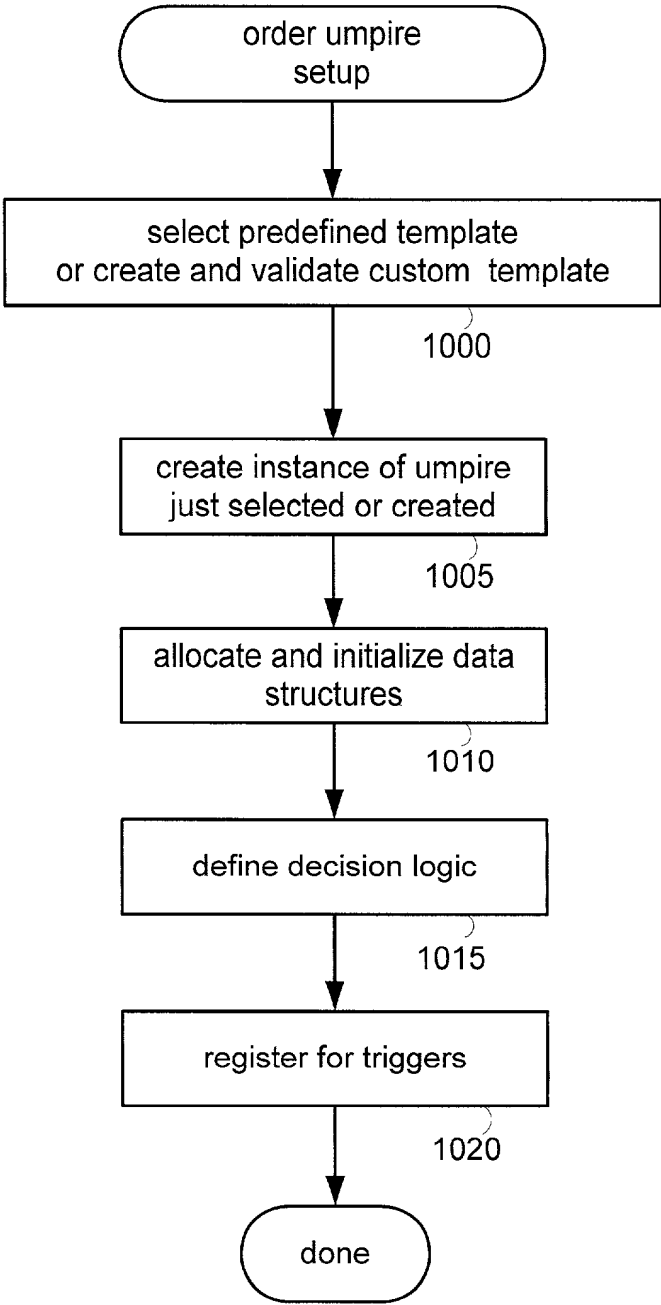 order umpire
setup
select predefined template
or create and validate custom template
1000
create instance of umpire
just selected or created
1005
allocate and initialize data
structures
1010
define decision logic
1015
register for triggers
1020
done